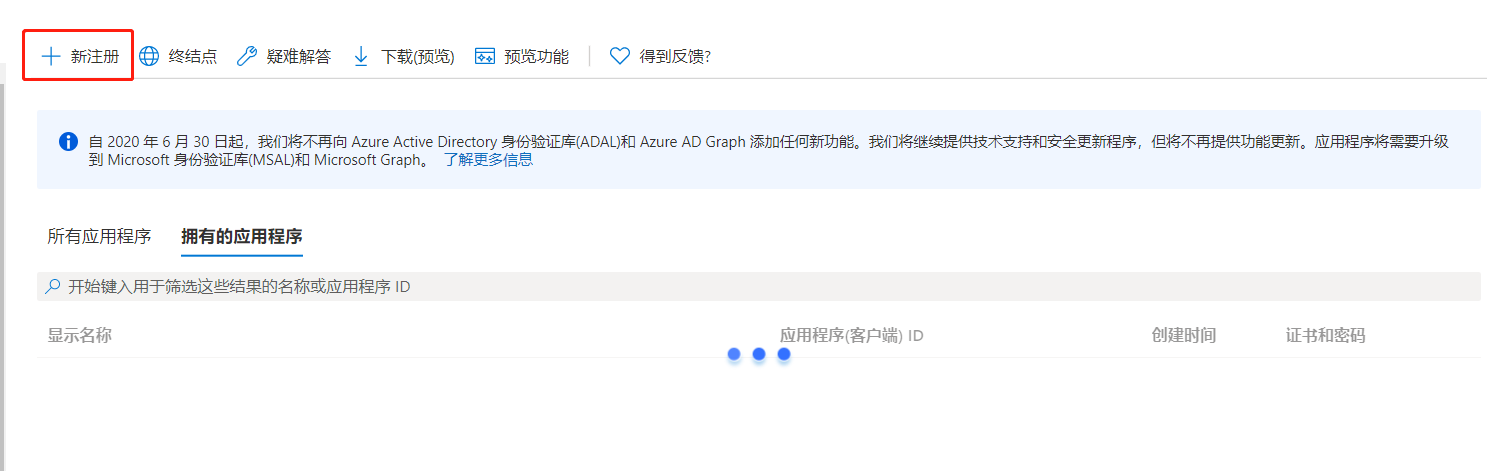 新注册 终结点 疑难解答 下载(预览) 预览功能 得到反馈?
自 2020 年 6 月 30 日起，我们将不再向 Azure Active Directory 身份验证库(ADAL)和 Azure AD Graph 添加任何新功能。我们将继续提供技术支持和安全更新程序，但将不再提供功能更新。应用程序将需要升级
到 Microsoft 身份验证库(MSAL)和 Microsoft Graph。 了解更多信息
所有应用程序 拥有的应用程序
开始键入用于筛选这些结果的名称或应用程序 ID
显示名称 应用程序(客户端) ID 创建时间 证书和密码